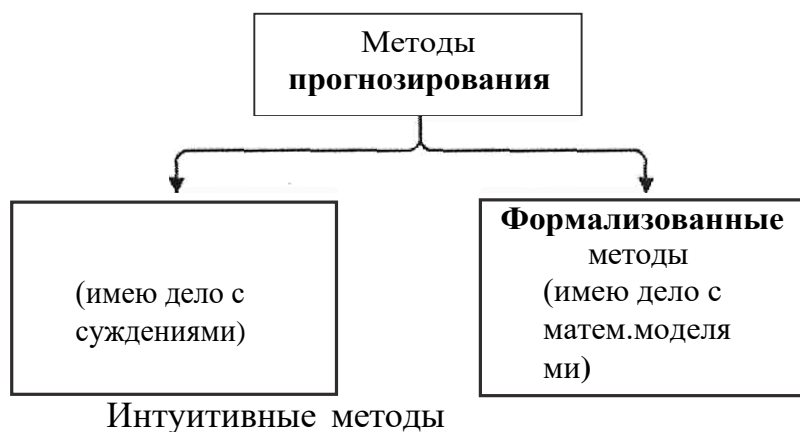 Методы
прогнозирования
(имею дело с
суждениями)
Формализованные
методы
(имею дело с
матем.моделя
ми)
Интуитивные методы